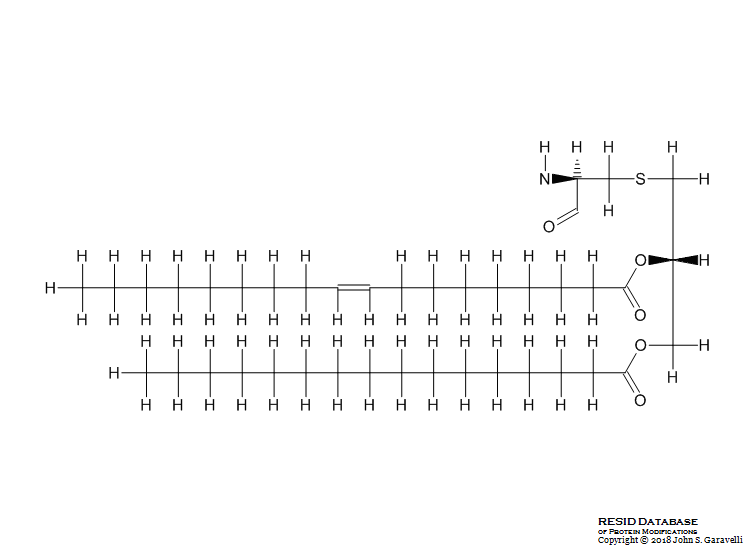 H H H H
N S H
H
O
H H H H H H H H H H H H H H H
O H
H
H H H H H H H H H H H H H H H H H O
H H H H H H H H H H H H H H H O H
H H
H H H H H H H H H H H H H H H O
RESID DATABASE
OF PROTEIN MODIFICATIONS
Copyright © 2018 John S. Garavelli